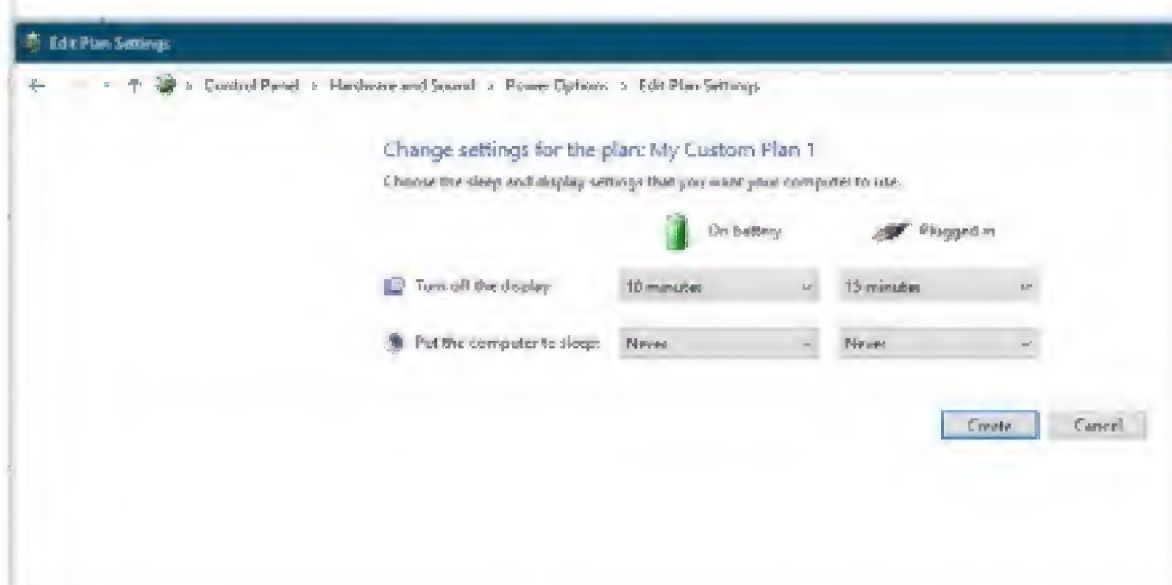 Edit Plan Settings
Control Panel > Hardware and Sound > Power Options > Edit Plan Settings
Change settings for the plan: My Custom Plan 1
Choose the sleep and display settings that you want your computer to use.
On battery Plugged in
Turn off the display: 10 minutes 15 minutes
Put the computer to sleep: Never Never
Create Cancel